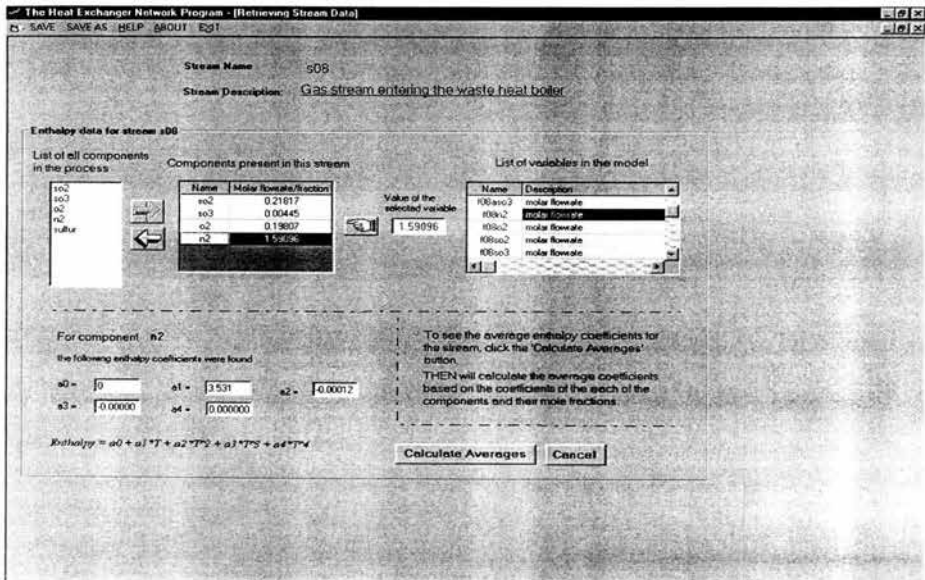 The Heat Exchanger Network Program - [Retrieving Stream Data]
SAVE SAVE AS HELP ABOUT EXIT
Stream Name s08
Stream Description: Gas stream entering the waste heat boiler
Enthalpy data for stream s08
List of all components in the process
so2
so3
o2
n2
sulfur
Components present in this stream
Name Molar flowrate/fraction
so2 0.21817
so3 0.00445
o2 0.19807
n2 1.59096
Value of the selected variable
1.59096
List of variables in the model
Name Description
f08aso3 molar flowrate
f08n2 molar flowrate
f08o2 molar flowrate
f08so2 molar flowrate
f08so3 molar flowrate
For component n2
the following enthalpy coefficients were found
a0 = 0 a1 = 3.531 a2 = -0.00012
a3 = -0.00000 a4 = 0.000000
Enthalpy = a0 + a1*T + a2*T^2 + a3*T^3 + a4*T^4
To see the average enthalpy coefficients for
the stream, click the 'Calculate Averages'
button.
THEN will calculate the average coefficients
based on the coefficients of the each of the
components and their mole fractions.
Calculate Averages Cancel